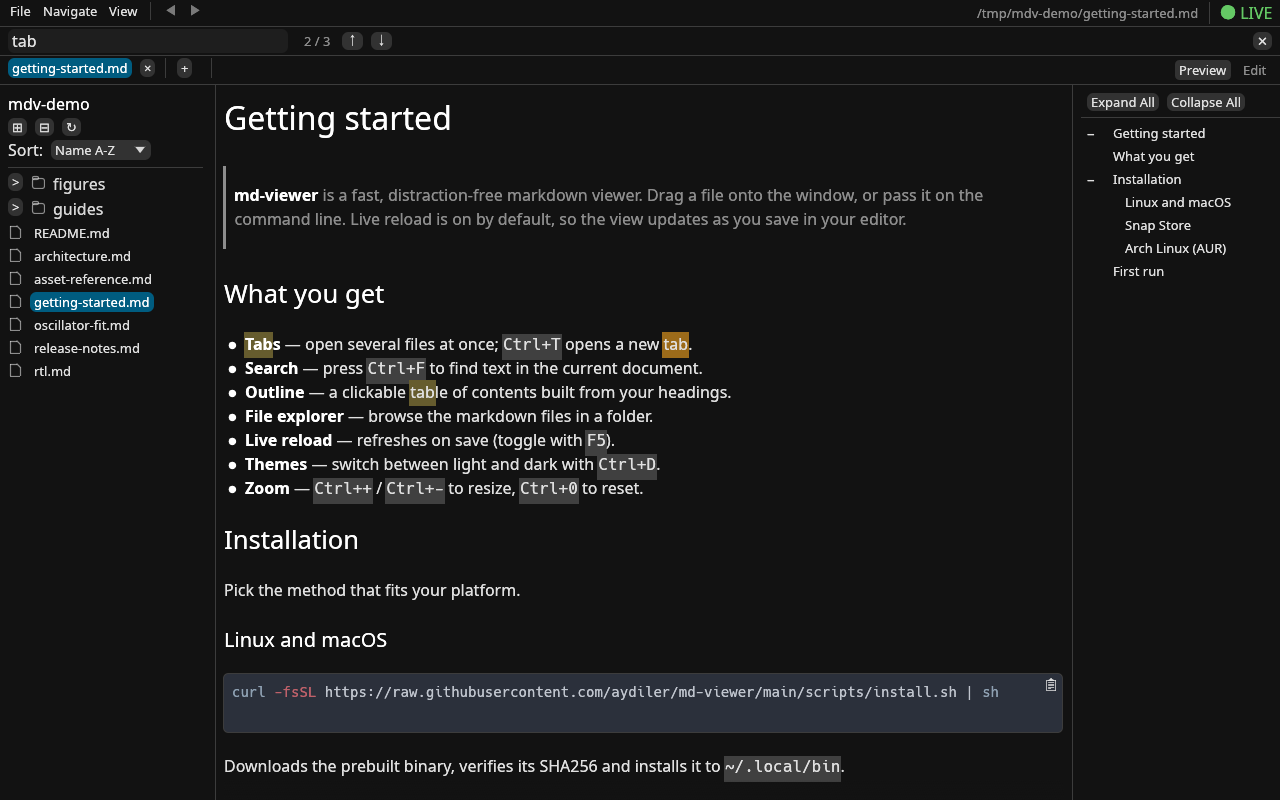 File Navigate View
/tmp/mdv-demo/getting-started.md LIVE
tab 2 / 3 ↑ ↓ ×
getting-started.md × +
Preview Edit
mdv-demo
Sort: Name A-Z
figures
guides
README.md
architecture.md
asset-reference.md
getting-started.md
oscillator-fit.md
release-notes.md
rtl.md
Getting started
md-viewer is a fast, distraction-free markdown viewer. Drag a file onto the window, or pass it on the
command line. Live reload is on by default, so the view updates as you save in your editor.
What you get
● Tabs — open several files at once; Ctrl+T opens a new tab.
● Search — press Ctrl+F to find text in the current document.
● Outline — a clickable table of contents built from your headings.
● File explorer — browse the markdown files in a folder.
● Live reload — refreshes on save (toggle with F5).
● Themes — switch between light and dark with Ctrl+D.
● Zoom — Ctrl++ / Ctrl+- to resize, Ctrl+0 to reset.
Installation
Pick the method that fits your platform.
Linux and macOS
curl -fsSL https://raw.githubusercontent.com/aydiler/md-viewer/main/scripts/install.sh | sh
Downloads the prebuilt binary, verifies its SHA256 and installs it to ~/.local/bin.
Expand All Collapse All
– Getting started
What you get
– Installation
Linux and macOS
Snap Store
Arch Linux (AUR)
First run